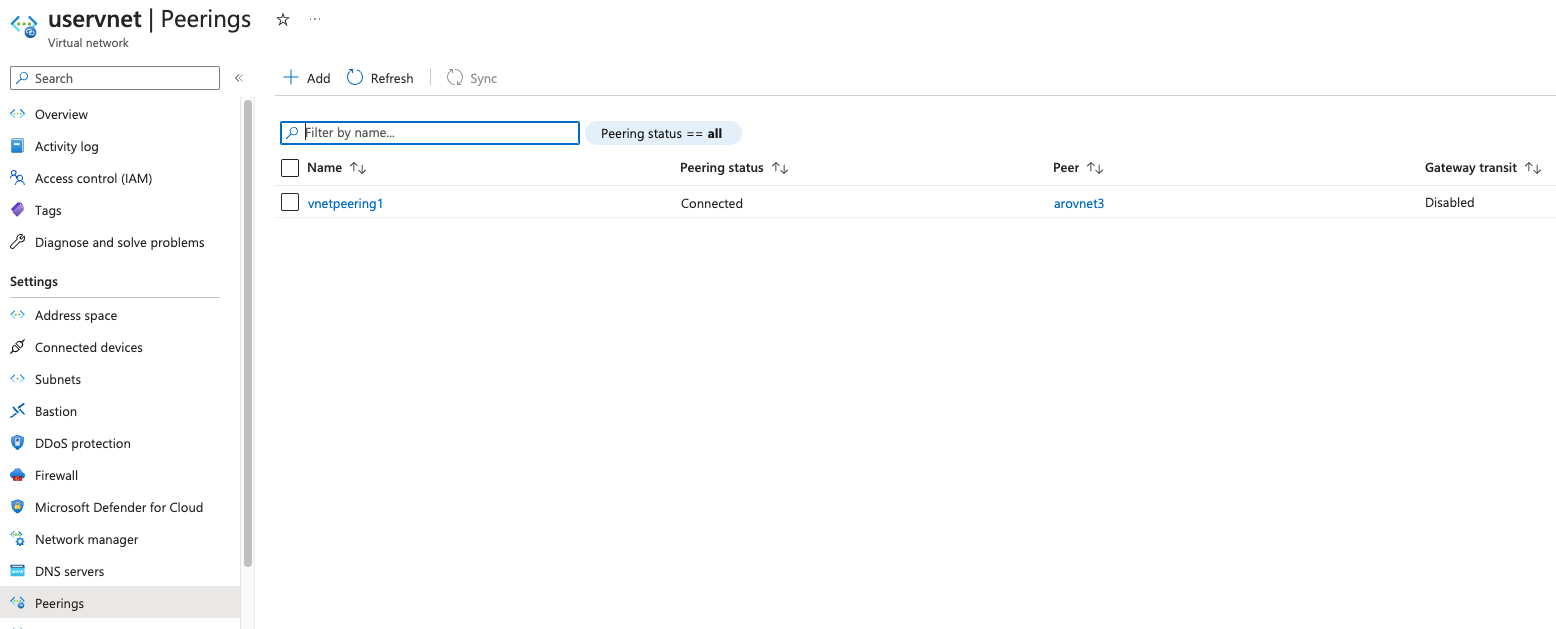 uservnet | Peerings
Virtual network
Search
Overview
Activity log
Access control (IAM)
Tags
Diagnose and solve problems
Settings
Address space
Connected devices
Subnets
Bastion
DDoS protection
Firewall
Microsoft Defender for Cloud
Network manager
DNS servers
Peerings
Add Refresh Sync
Filter by name... Peering status == all
Name Peering status Peer Gateway transit
vnetpeering1 Connected arovnet3 Disabled